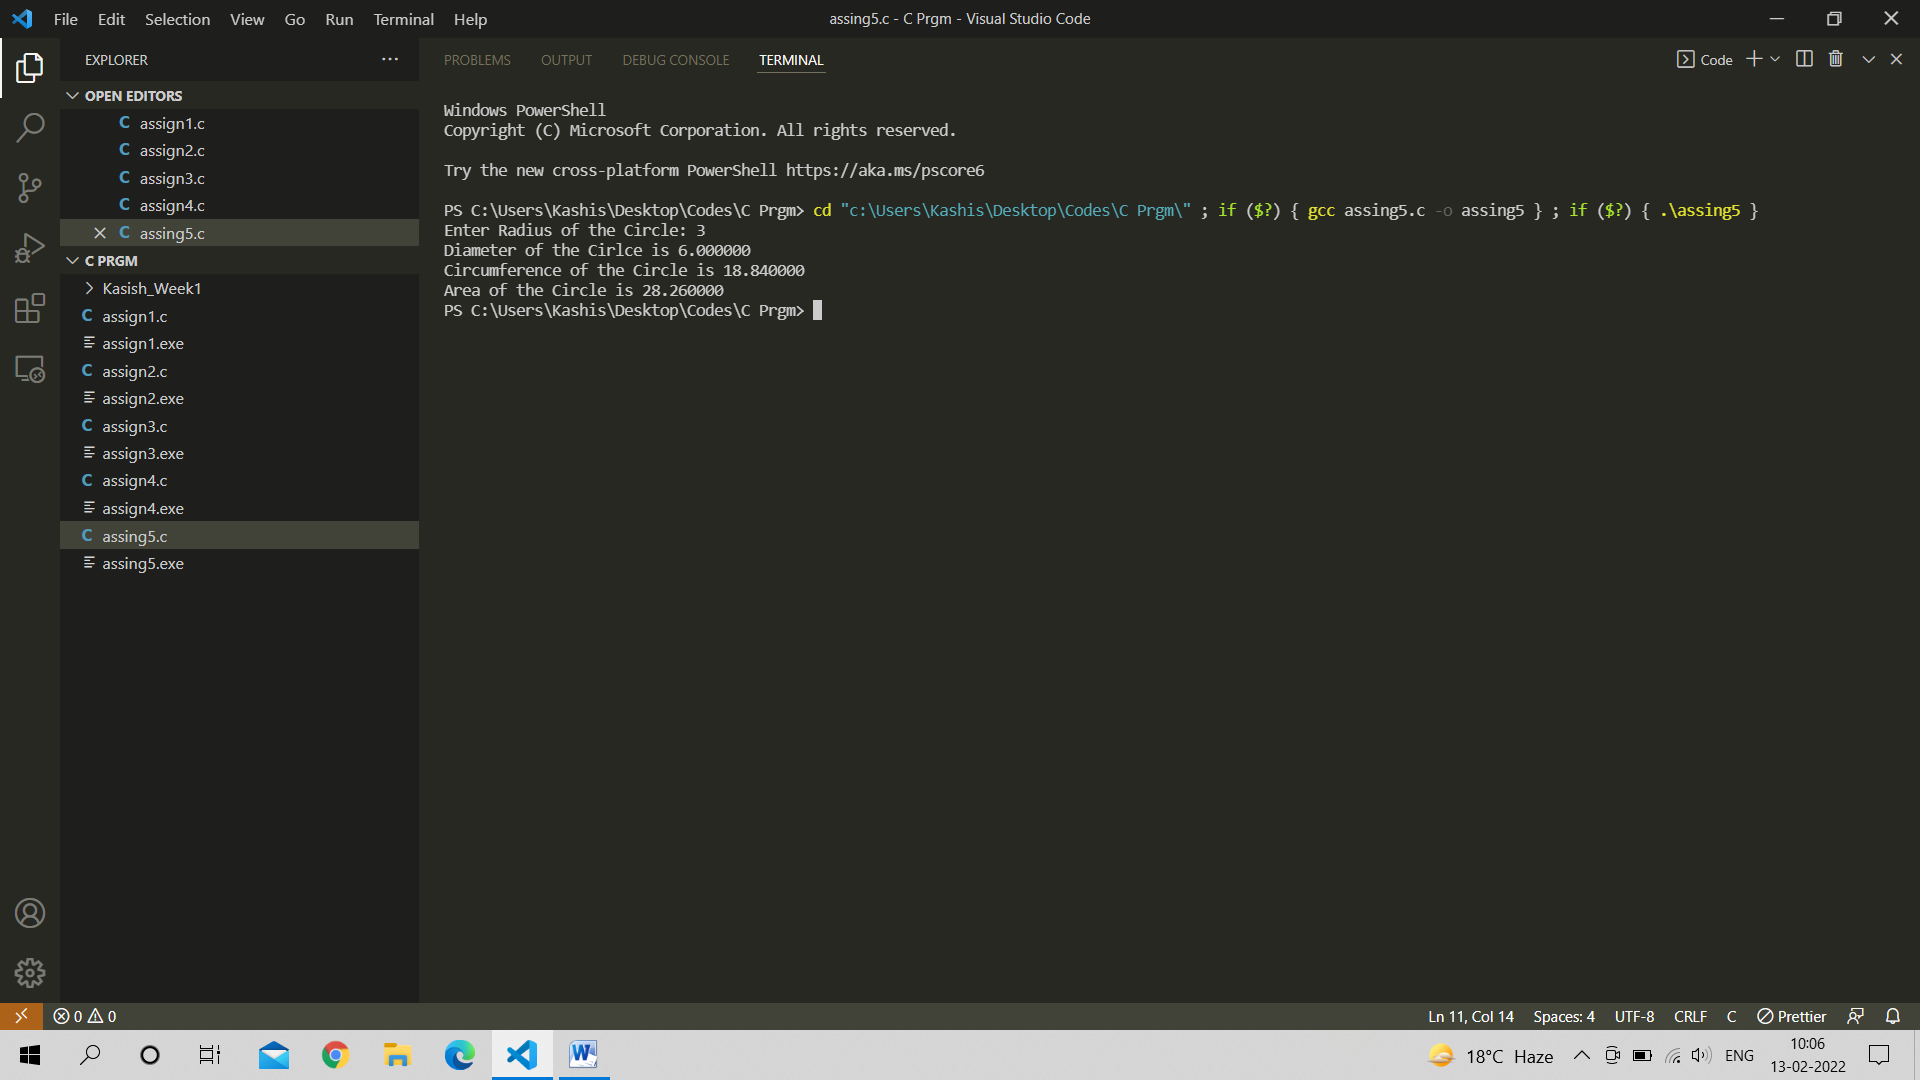 File Edit Selection View Go Run Terminal Help
assing5.c - C Prgm - Visual Studio Code
EXPLORER
OPEN EDITORS
C assign1.c
C assign2.c
C assign3.c
C assign4.c
C assing5.c
C PRGM
Kasish_Week1
C assign1.c
assign1.exe
C assign2.c
assign2.exe
C assign3.c
assign3.exe
C assign4.c
assign4.exe
C assing5.c
assing5.exe
PROBLEMS OUTPUT DEBUG CONSOLE TERMINAL
Code
Windows PowerShell
Copyright (C) Microsoft Corporation. All rights reserved.
Try the new cross-platform PowerShell https://aka.ms/pscore6
PS C:\Users\Kashis\Desktop\Codes\C Prgm> cd "c:\Users\Kashis\Desktop\Codes\C Prgm\" ; if ($?) { gcc assing5.c -o assing5 } ; if ($?) { .\assing5 }
Enter Radius of the Circle: 3
Diameter of the Cirlce is 6.000000
Circumference of the Circle is 18.840000
Area of the Circle is 28.260000
PS C:\Users\Kashis\Desktop\Codes\C Prgm>
0 0
Ln 11, Col 14 Spaces: 4 UTF-8 CRLF C Prettier
W
18°C Haze
ENG
10:06
13-02-2022